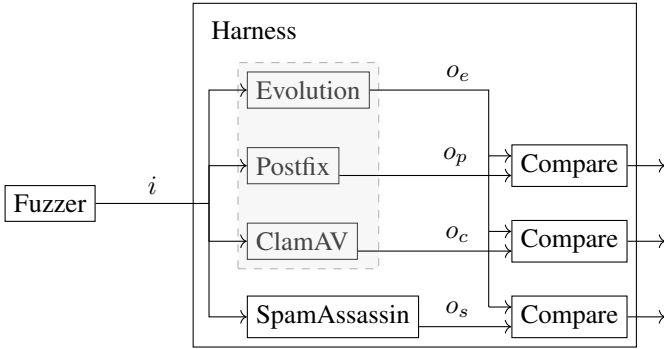 Harness
Evolution
o_e
Postfix
o_p
Compare
Fuzzer
i
ClamAV
o_c
Compare
SpamAssassin
o_s
Compare